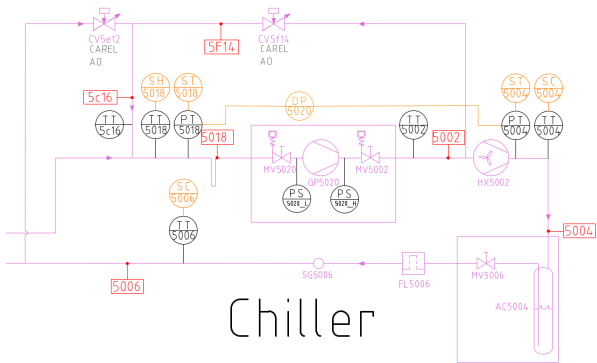 CV5e12
CAREL
AO
5F14
CV5f14
CAREL
AO
5c16
SH
5018
ST
5018
DP
5020
ST
5004
SC
5004
TT
5c16
TT
5018
PT
5018
5018
TT
5002
5002
PT
5004
TT
5004
MV5020
GP5020
MV5002
HX5002
PS
5020_L
PS
5020_H
SC
5006
TT
5006
5004
5006
SG5006
FL5006
MV5006
AC5004
Chiller